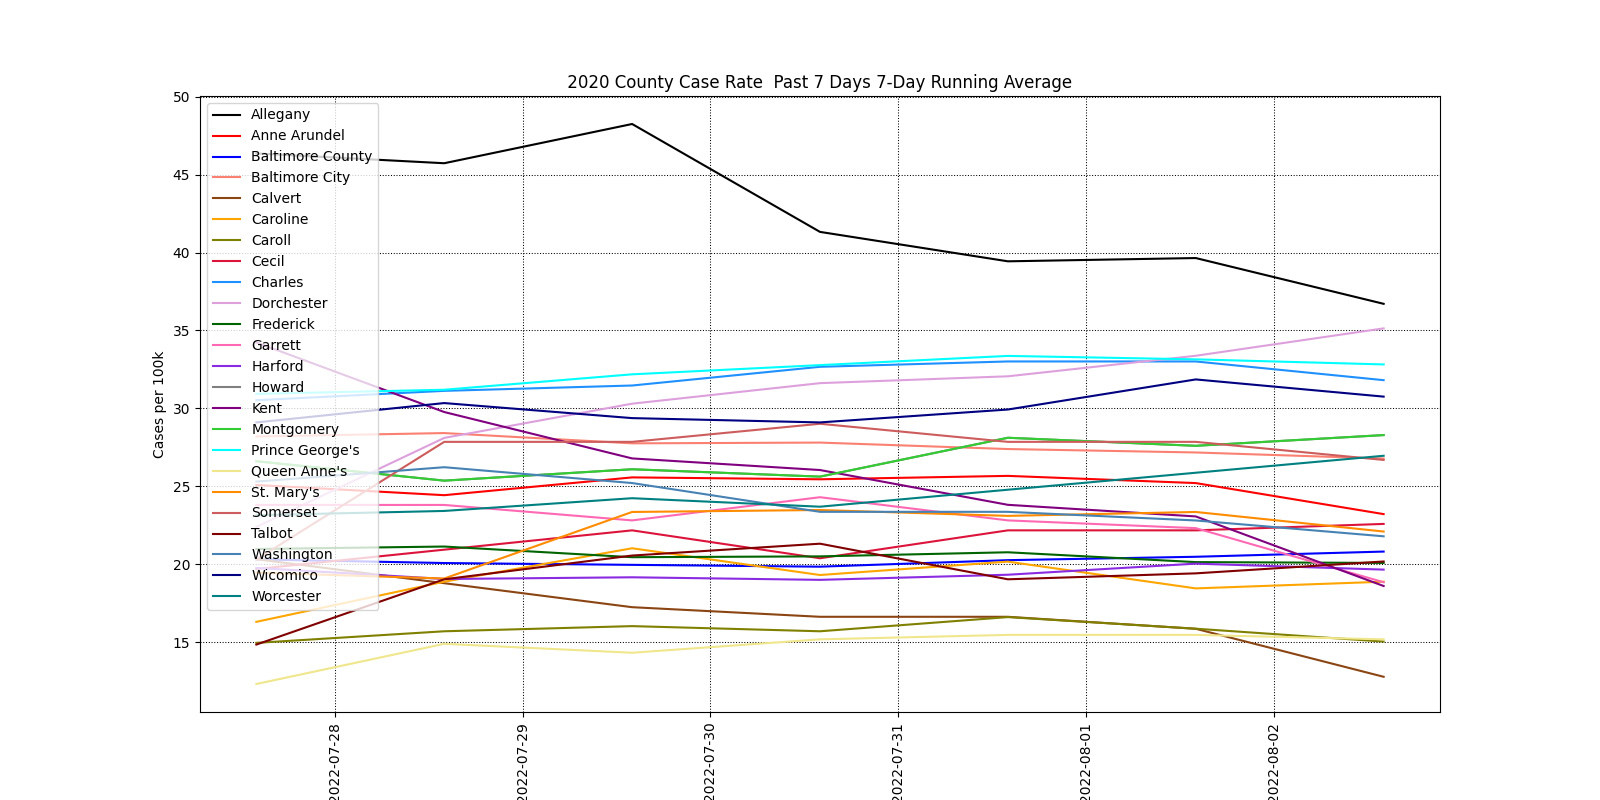 2020 County Case Rate  Past 7 Days 7-Day Running Average
Cases per 100k
50
45
40
35
30
25
20
15
Allegany
Anne Arundel
Baltimore County
Baltimore City
Calvert
Caroline
Caroll
Cecil
Charles
Dorchester
Frederick
Garrett
Harford
Howard
Kent
Montgomery
Prince George's
Queen Anne's
St. Mary's
Somerset
Talbot
Washington
Wicomico
Worcester
2022-07-28
2022-07-29
2022-07-30
2022-07-31
2022-08-01
2022-08-02